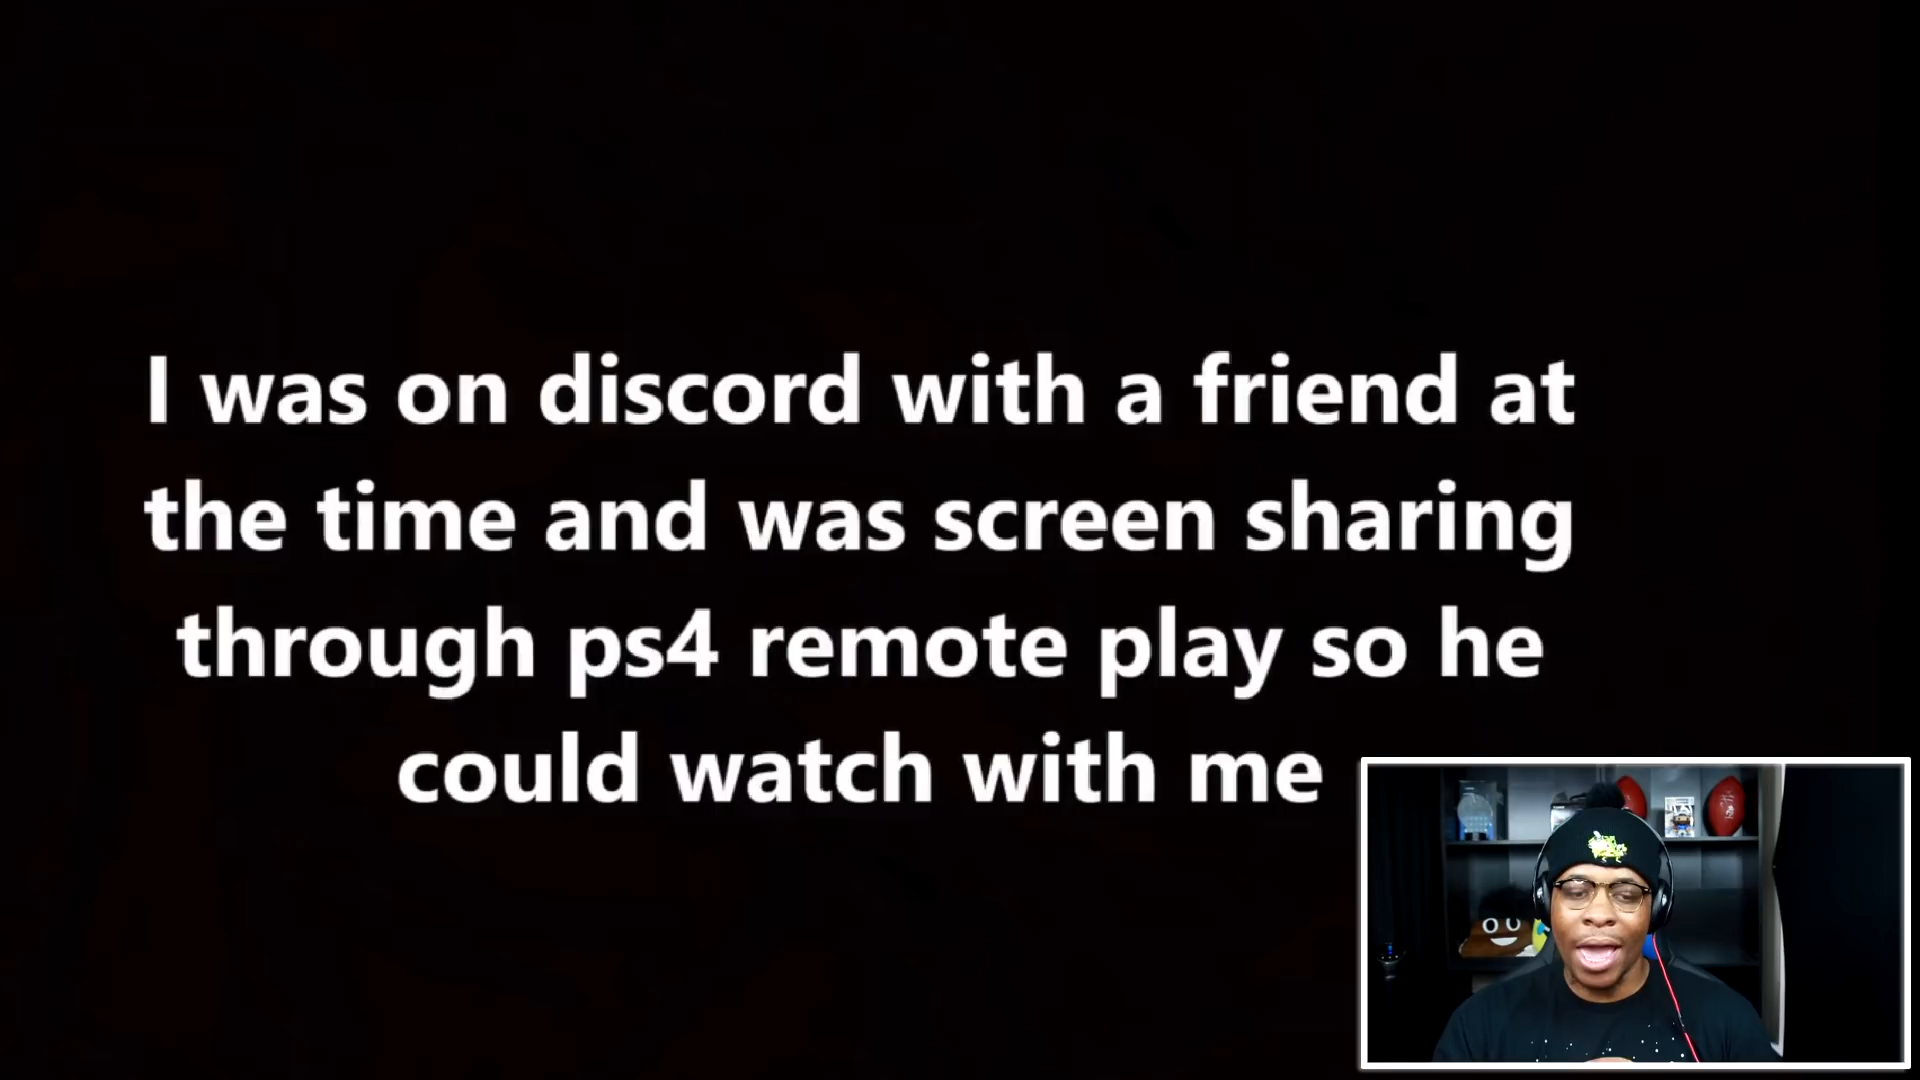 I was on discord with a friend at
the time and was screen sharing
through ps4 remote play so he
could watch with me